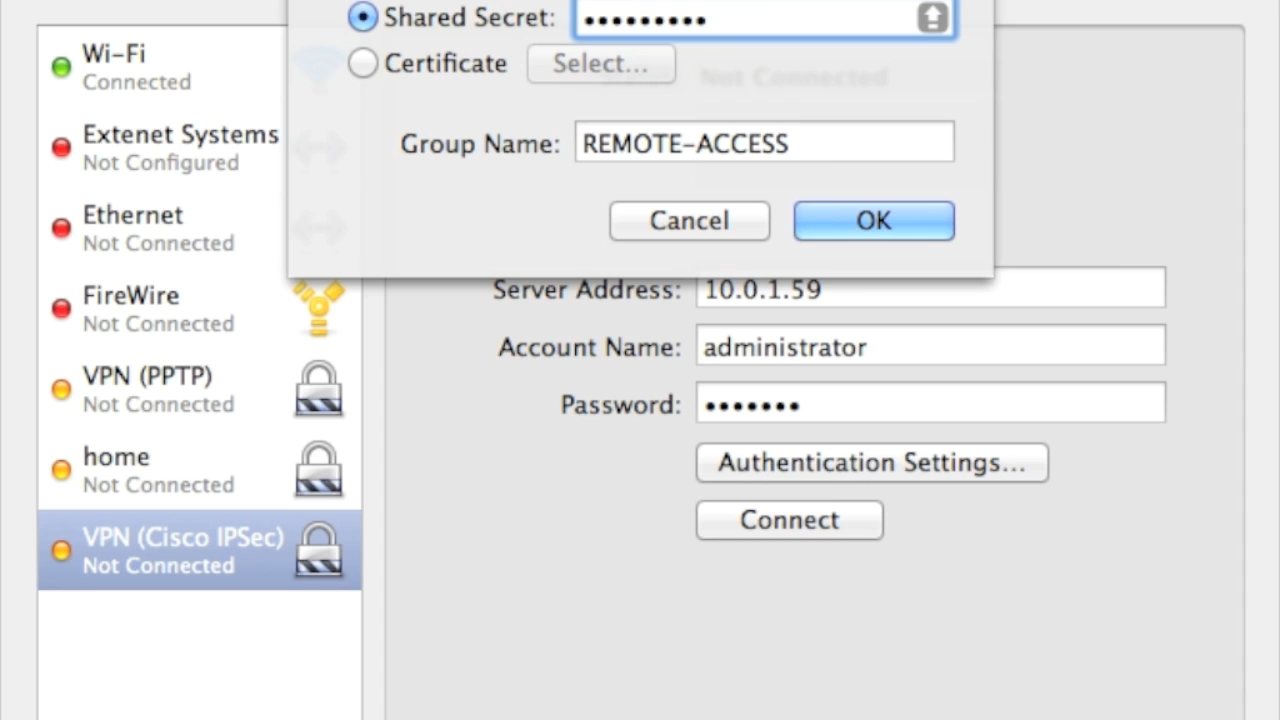 Shared Secret: •••••••••
Certificate Select...
Not Connected
Group Name: REMOTE-ACCESS
Cancel OK
Wi-Fi
Connected
Extenet Systems
Not Configured
Ethernet
Not Connected
FireWire
Not Connected
VPN (PPTP)
Not Connected
home
Not Connected
VPN (Cisco IPSec)
Not Connected
Server Address: 10.0.1.59
Account Name: administrator
Password: •••••••
Authentication Settings...
Connect